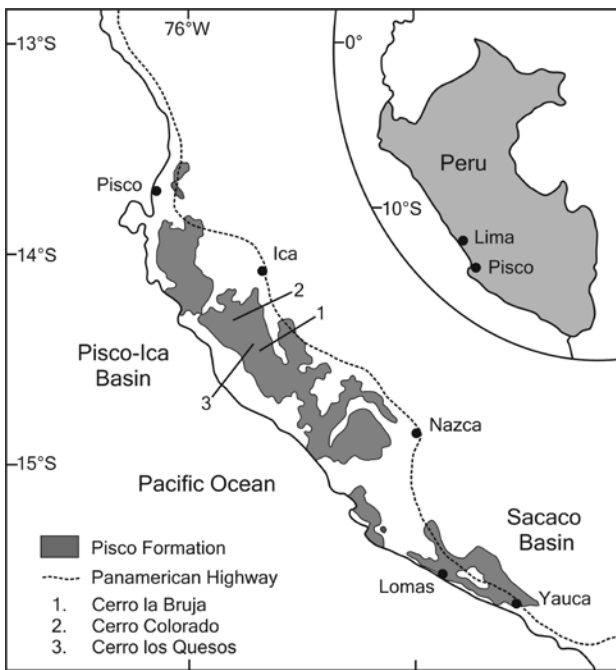 76°W
13°S
0°
Peru
Pisco
10°S
Lima
Pisco
14°S
Ica
2
1
Pisco-Ica
Basin
3
Nazca
15°S
Pacific Ocean
Sacaco
Basin
Pisco Formation
Panamerican Highway
Lomas
Yauca
1. Cerro la Bruja
2. Cerro Colorado
3. Cerro los Quesos